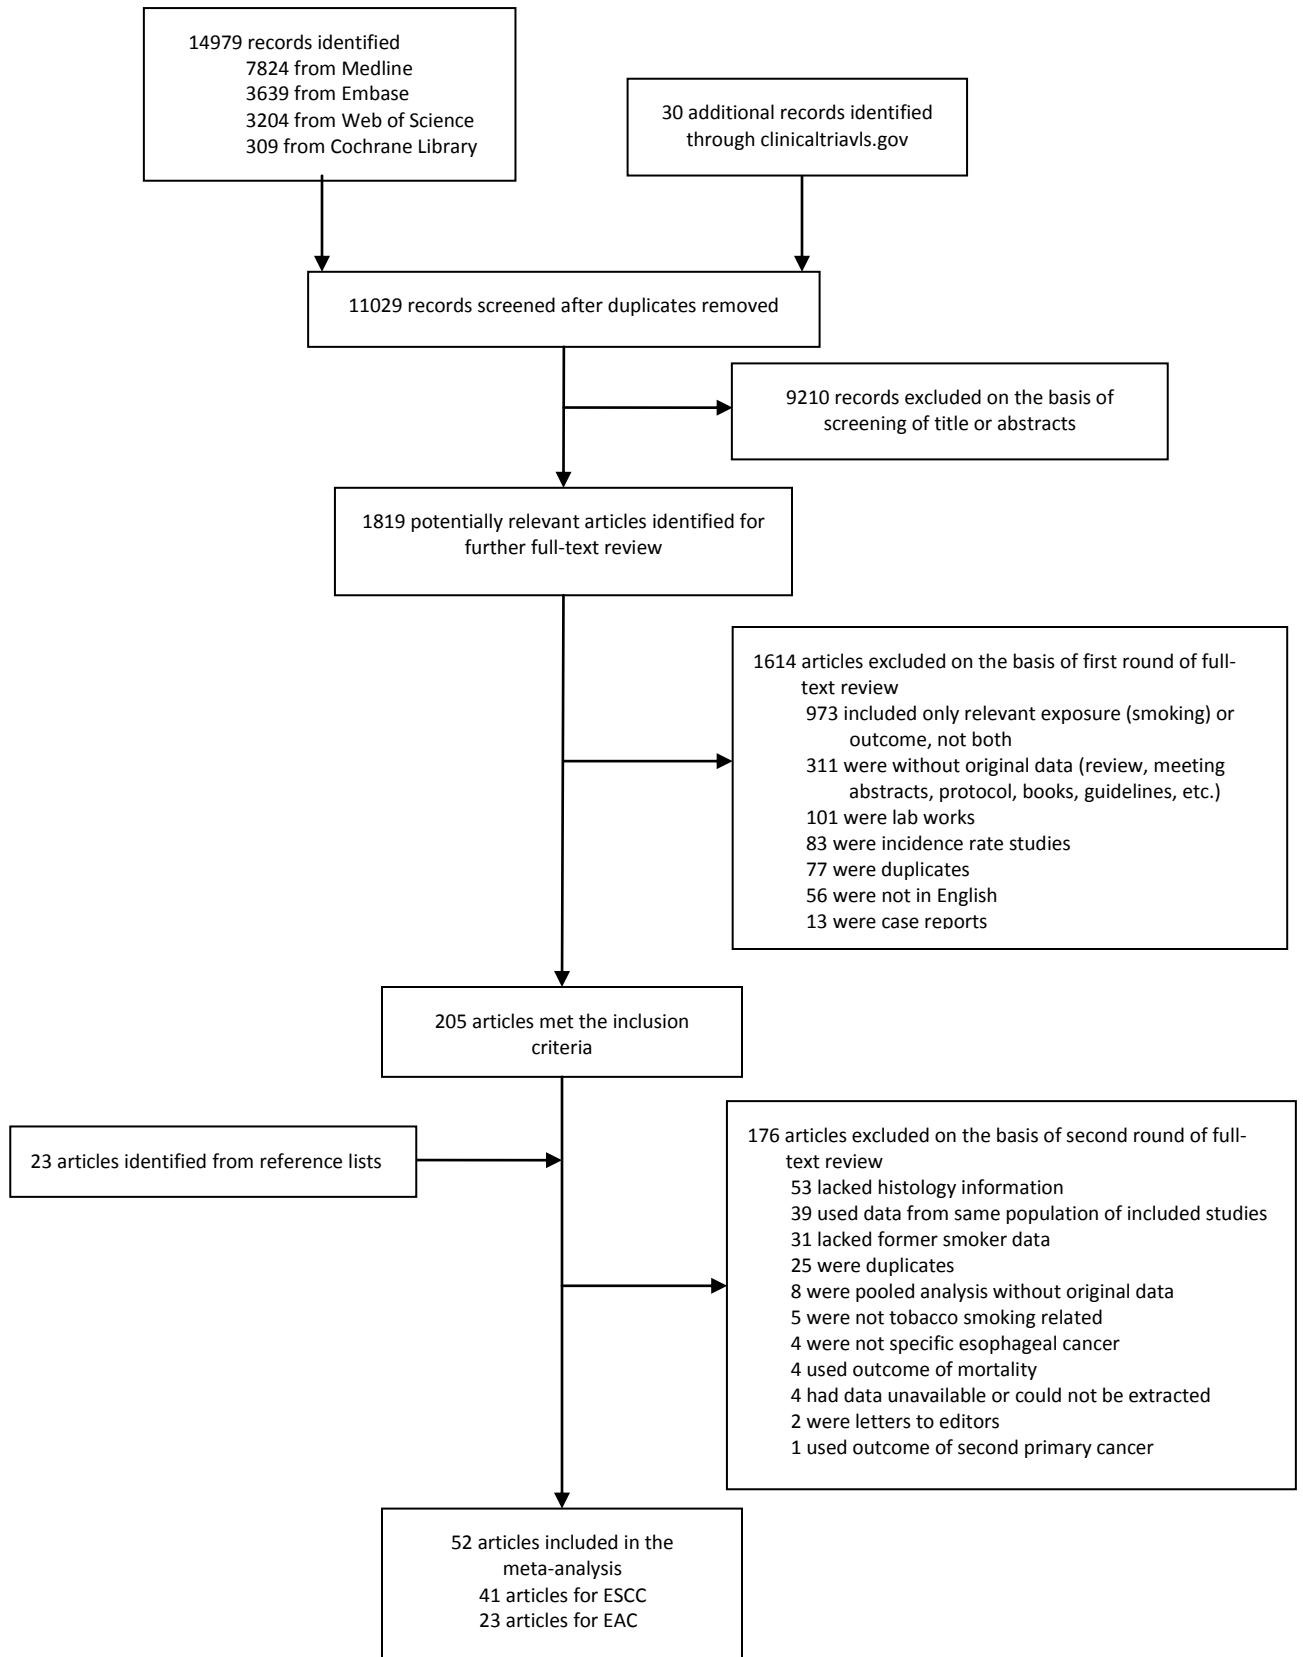 14979 records identified
7824 from Medline
3639 from Embase
3204 from Web of Science
309 from Cochrane Library
30 additional records identified
through clinicaltriavls.gov
11029 records screened after duplicates removed
9210 records excluded on the basis of
screening of title or abstracts
1819 potentially relevant articles identified for
further full-text review
1614 articles excluded on the basis of first round of full-
text review
973 included only relevant exposure (smoking) or
outcome, not both
311 were without original data (review, meeting
abstracts, protocol, books, guidelines, etc.)
101 were lab works
83 were incidence rate studies
77 were duplicates
56 were not in English
13 were case reports
205 articles met the inclusion
criteria
23 articles identified from reference lists
176 articles excluded on the basis of second round of full-
text review
53 lacked histology information
39 used data from same population of included studies
31 lacked former smoker data
25 were duplicates
8 were pooled analysis without original data
5 were not tobacco smoking related
4 were not specific esophageal cancer
4 used outcome of mortality
4 had data unavailable or could not be extracted
2 were letters to editors
1 used outcome of second primary cancer
52 articles included in the
meta-analysis
41 articles for ESCC
23 articles for EAC